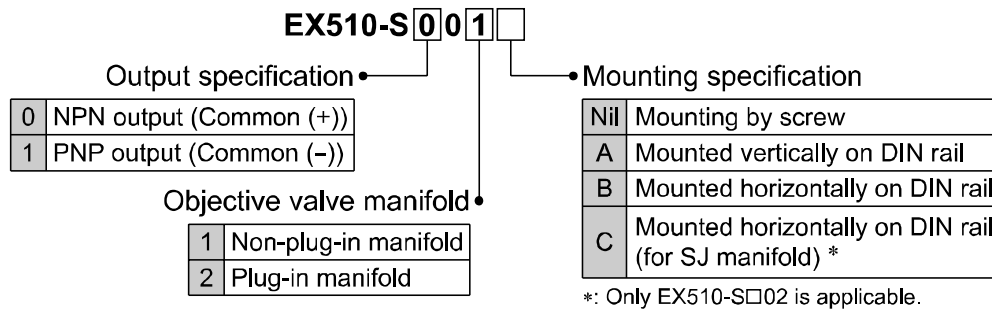 EX510-S001□
Output specification
0 NPN output (Common (+))
1 PNP output (Common (–))
Objective valve manifold
1 Non-plug-in manifold
2 Plug-in manifold
Mounting specification
Nil Mounting by screw
A Mounted vertically on DIN rail
B Mounted horizontally on DIN rail
C Mounted horizontally on DIN rail
(for SJ manifold) *
*: Only EX510-S□02 is applicable.